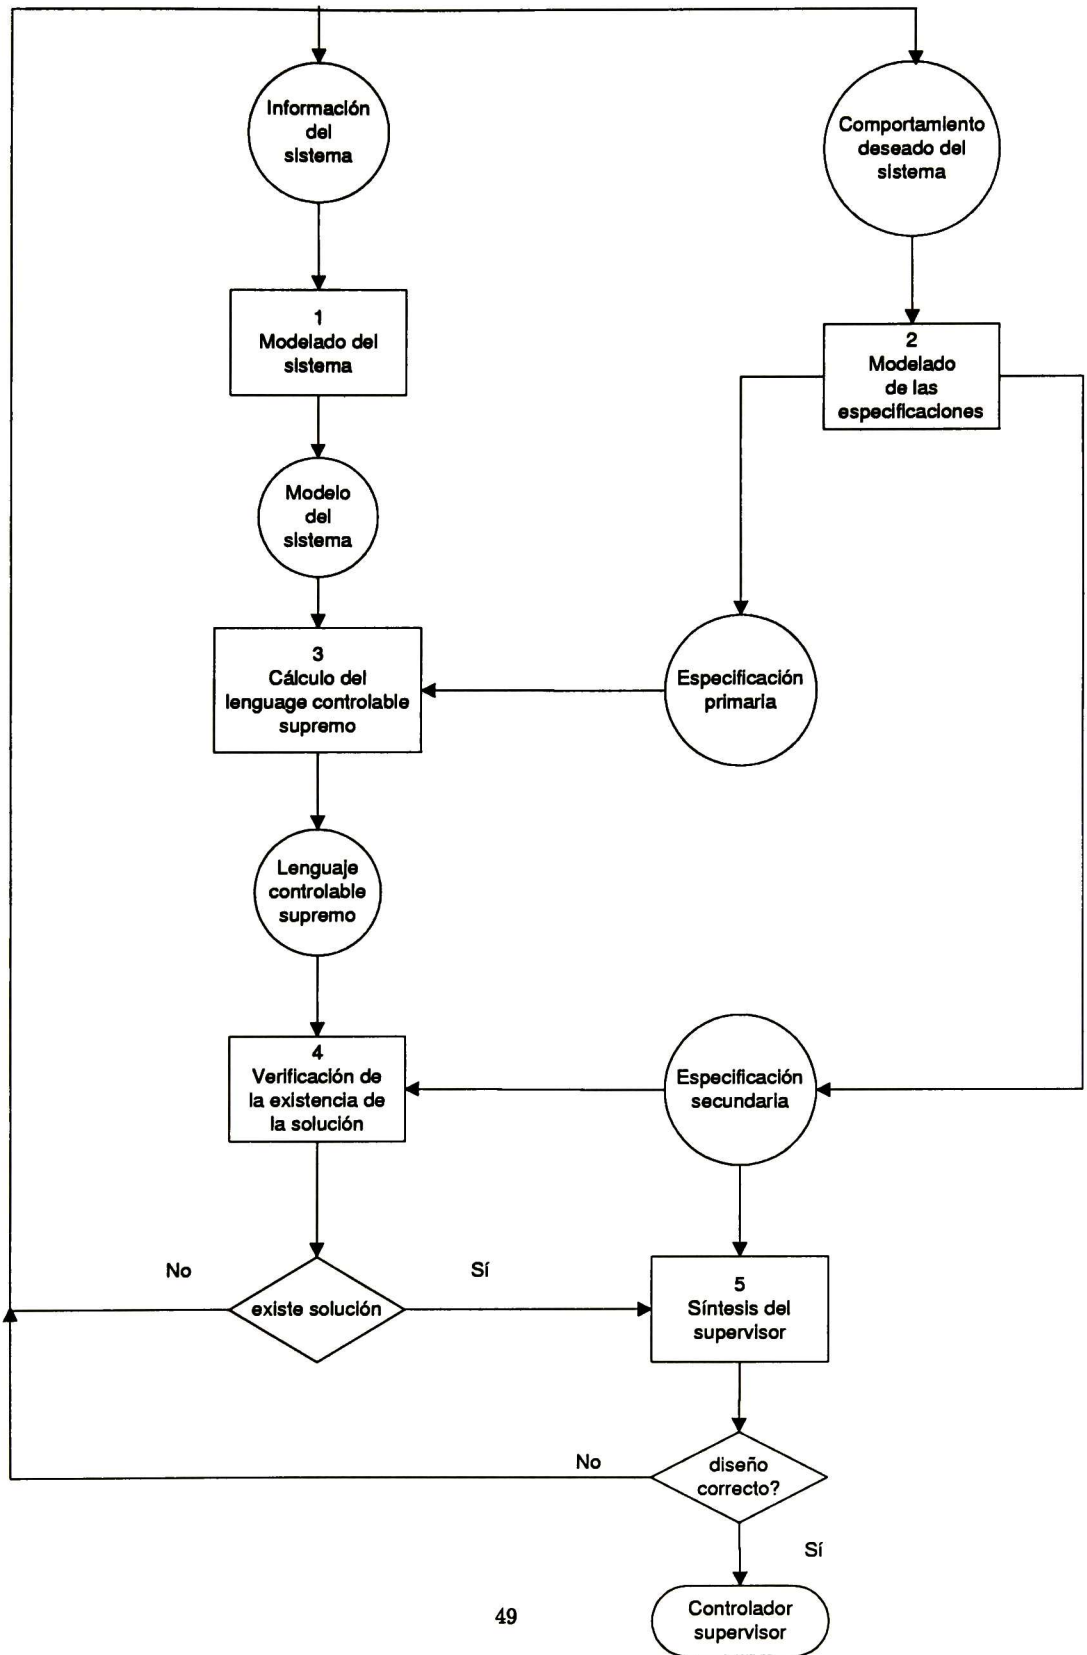 Información
del
sistema
Comportamiento
deseado del
sistema
1
Modelado del
sistema
2
Modelado
de las
especificaciones
Modelo
del
sistema
3
Cálculo del
lenguage controlable
supremo
Especificación
primaria
Lenguaje
controlable
supremo
4
Verificación de
la existencia de
la solución
Especificación
secundaria
No
existe solución
Sí
5
Síntesis del
supervisor
No
diseño
correcto?
Sí
Controlador
supervisor
49